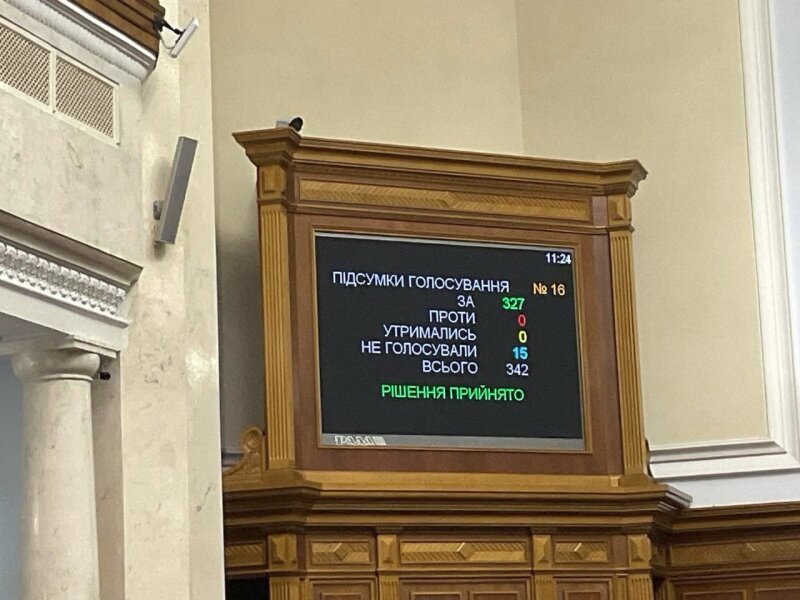 11:24
ПІДСУМКИ ГОЛОСУВАННЯ № 16
ЗА 327
ПРОТИ 0
УТРИМАЛИСЬ 0
НЕ ГОЛОСУВАЛИ 15
ВСЬОГО 342
РІШЕННЯ ПРИЙНЯТО